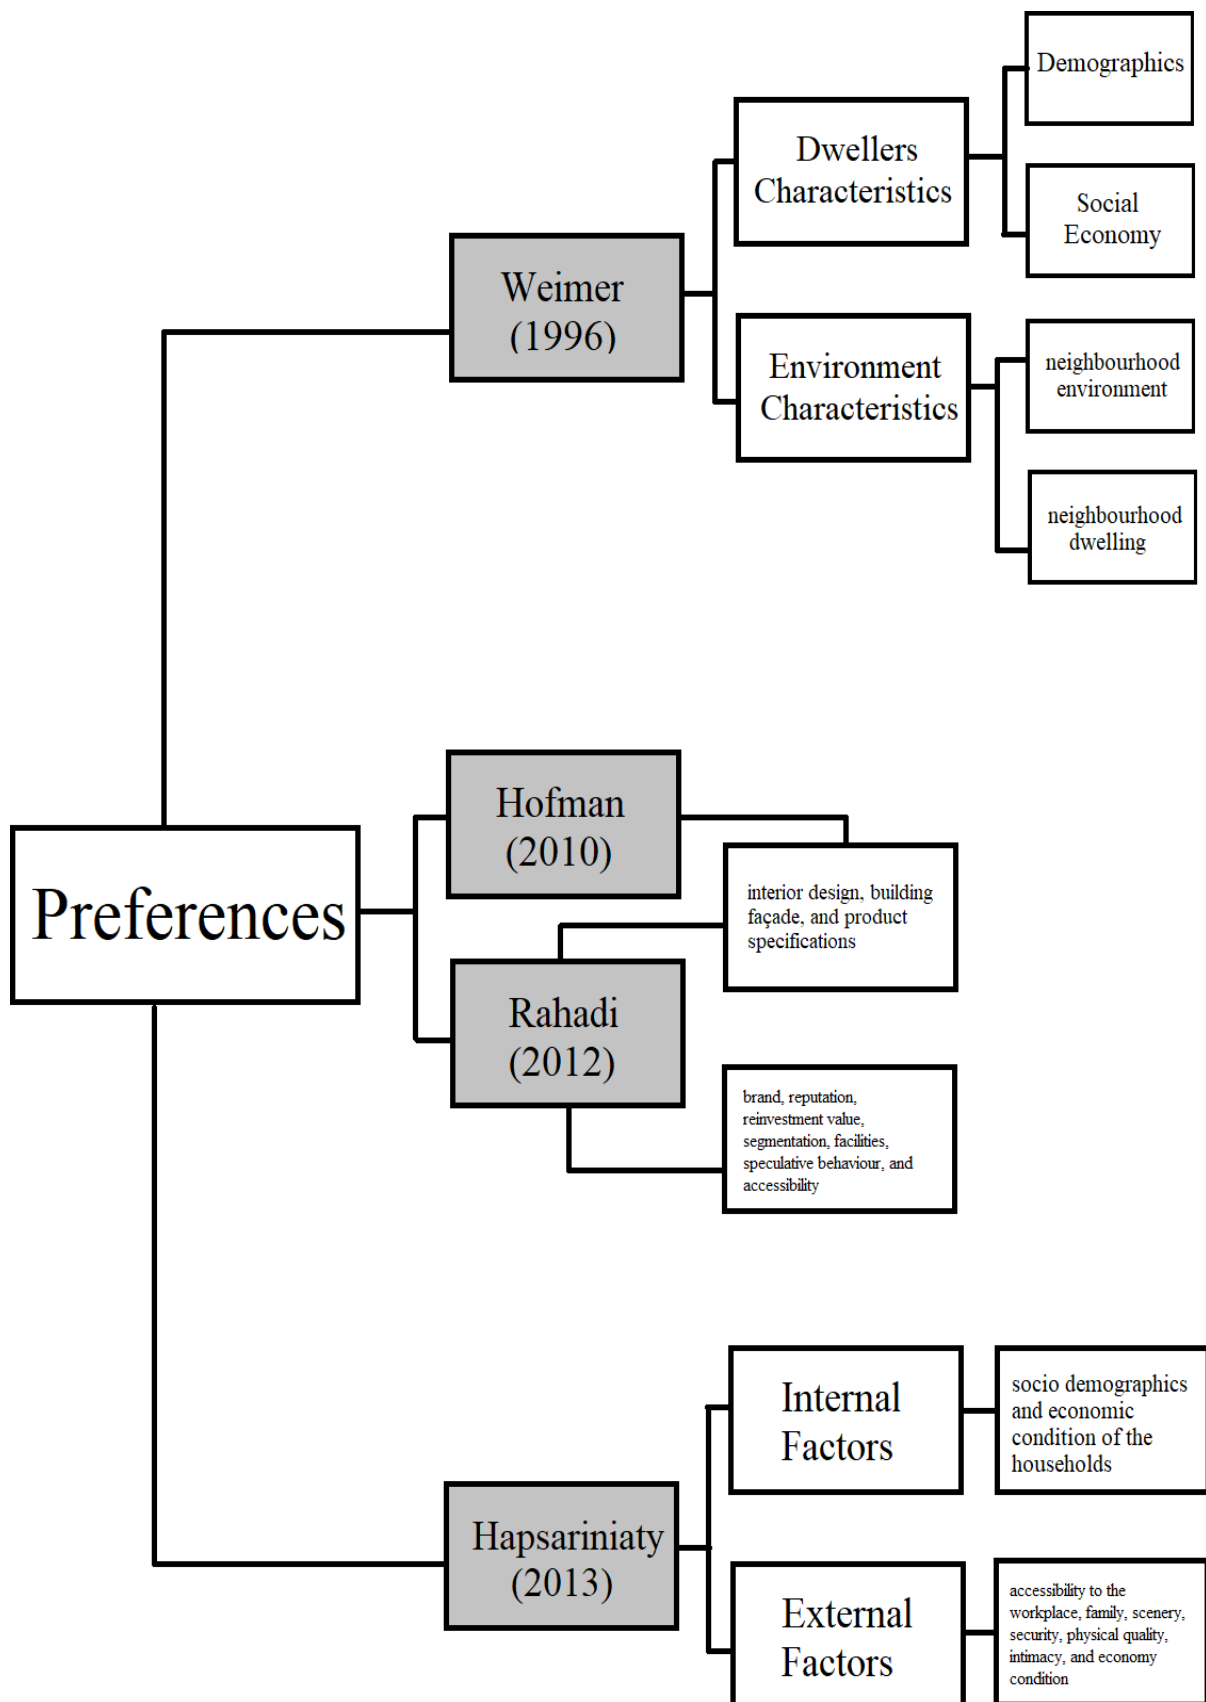 Demographics
Dwellers
Characteristics
Social
Economy
Weimer
(1996)
Environment
Characteristics
neighbourhood
environment
neighbourhood
dwelling
Preferences
Hofman
(2010)
interior design, building
façade, and product
specifications
Rahadi
(2012)
brand, reputation,
reinvestment value,
segmentation, facilities,
speculative behaviour, and
accessibility
Internal
Factors
socio demographics
and economic
condition of the
households
Hapsariniaty
(2013)
External
Factors
accessibility to the
workplace, family, scenery,
security, physical quality,
intimacy, and economy
condition